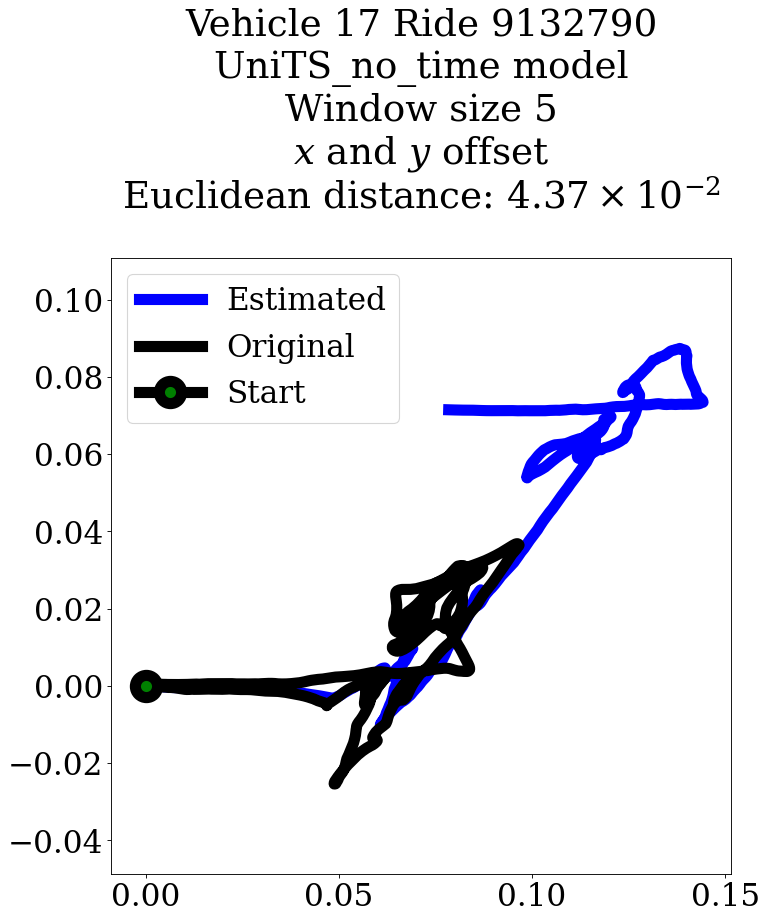 Vehicle 17 Ride 9132790
UniTS_no_time model
Window size 5
x and y offset
Euclidean distance: 4.37 × 10⁻²
Estimated
Original
Start
0.10
0.08
0.06
0.04
0.02
0.00
−0.02
−0.04
0.00 0.05 0.10 0.15